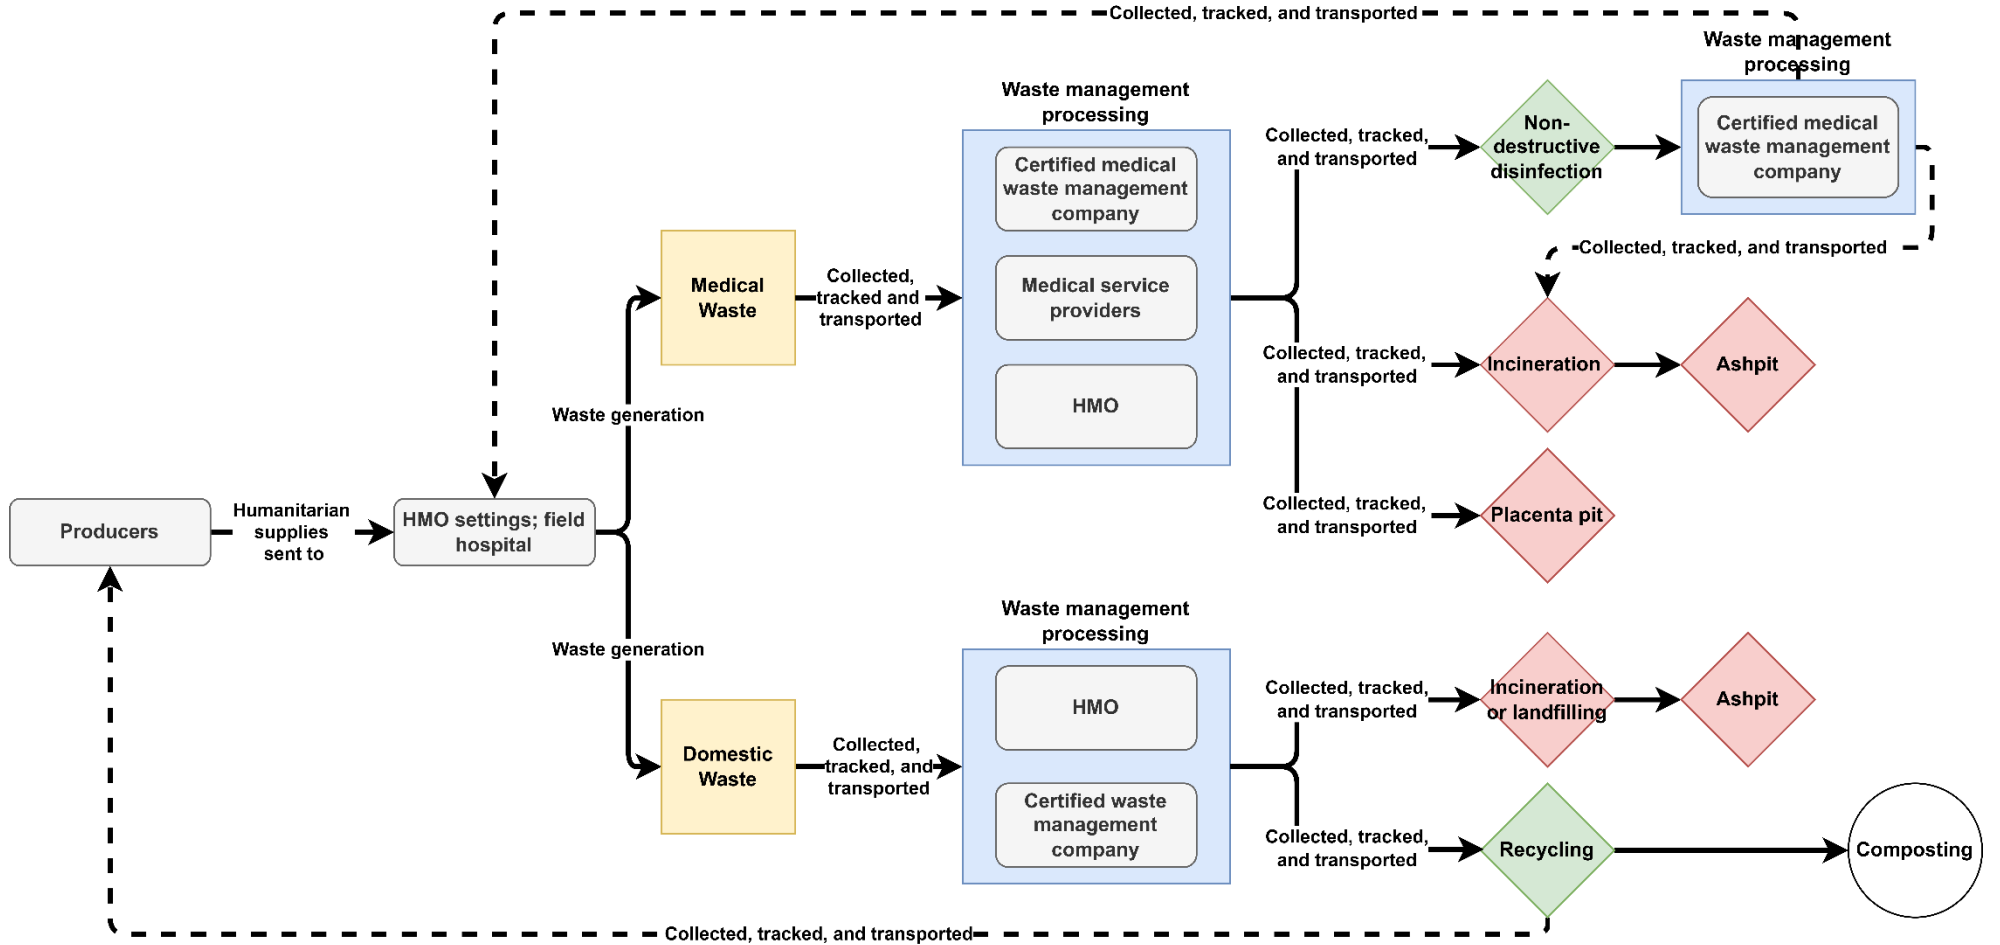 Collected, tracked, and transported
Waste management
processing
Certified medical
waste management
company
Non-
destructive
disinfection
Collected, tracked,
and transported
Waste management
processing
Certified medical
waste management
company
Medical service
providers
HMO
Collected, tracked, and transported
Medical
Waste
Collected,
tracked and
transported
Collected, tracked,
and transported
Incineration
Ashpit
Waste generation
Collected, tracked,
and transported
Placenta pit
Producers
Humanitarian
supplies
sent to
HMO settings; field
hospital
Waste generation
Waste management
processing
HMO
Certified waste
management
company
Domestic
Waste
Collected,
tracked, and
transported
Collected, tracked,
and transported
Incineration
or landfilling
Ashpit
Collected, tracked,
and transported
Recycling
Composting
Collected, tracked, and transported